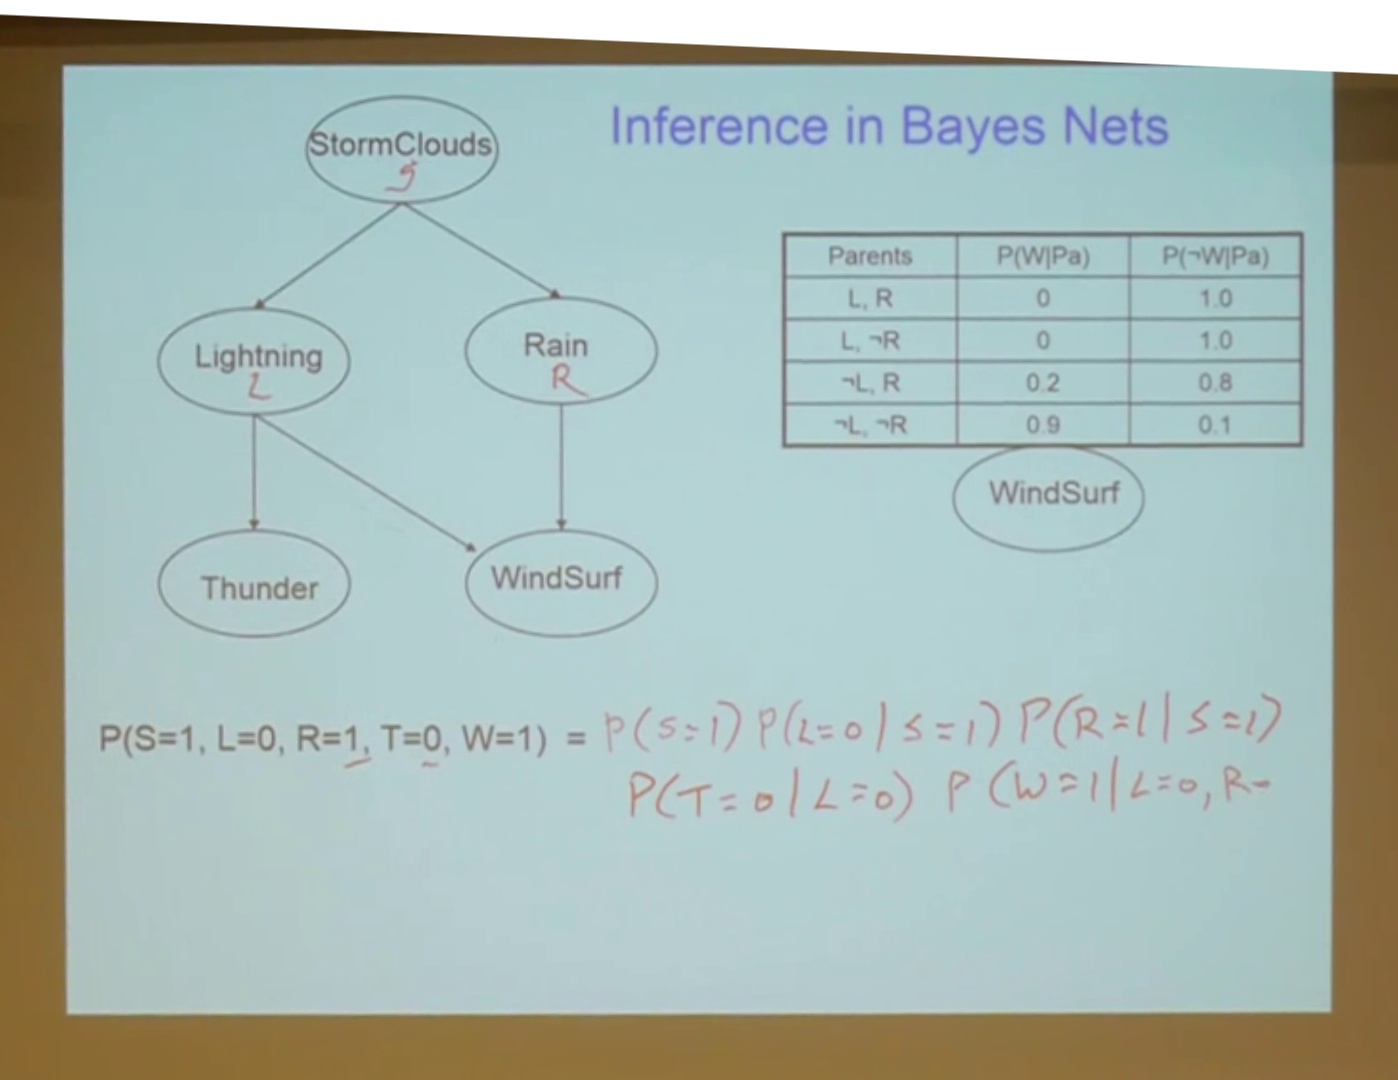 Inference in Bayes Nets
StormClouds
S
Lightning
L
Rain
R
Thunder
WindSurf
Parents P(W|Pa) P(¬W|Pa)
L, R 0 1.0
L, ¬R 0 1.0
¬L, R 0.2 0.8
¬L, ¬R 0.9 0.1
WindSurf
P(S=1, L=0, R=1, T=0, W=1) = P(S=1) P(L=0|S=1) P(R=1|S=1)
P(T=0|L=0) P(W=1|L=0, R-